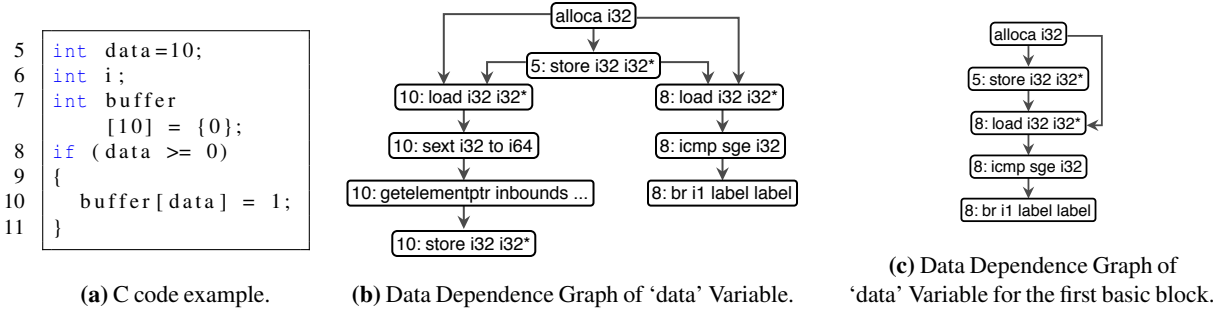 5 int data=10;
6 int i;
7 int buffer
[10] = {0};
8 if (data >= 0)
9 {
10 buffer[data] = 1;
11 }
(a) C code example.
alloca i32
5: store i32 i32*
10: load i32 i32*
8: load i32 i32*
10: sext i32 to i64
8: icmp sge i32
10: getelementptr inbounds ...
8: br i1 label label
10: store i32 i32*
(b) Data Dependence Graph of ‘data’ Variable.
alloca i32
5: store i32 i32*
8: load i32 i32*
8: icmp sge i32
8: br i1 label label
(c) Data Dependence Graph of
‘data’ Variable for the first basic block.